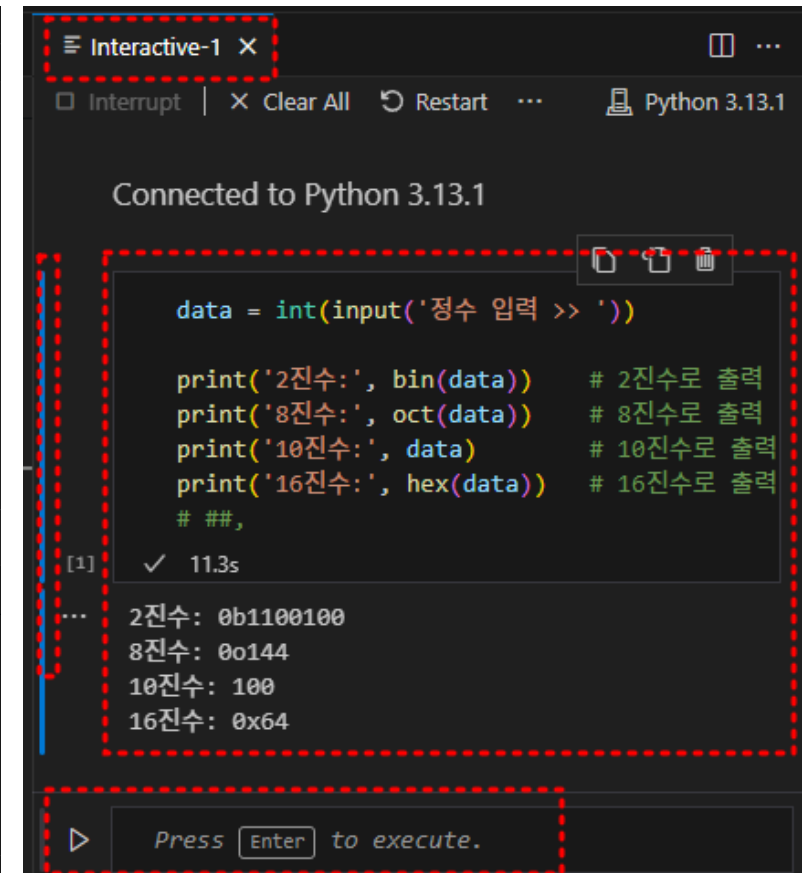 Interactive-1
Interrupt | Clear All Restart ... Python 3.13.1
Connected to Python 3.13.1
data = int(input('정수 입력 >> '))
print('2진수:', bin(data)) # 2진수로 출력
print('8진수:', oct(data)) # 8진수로 출력
print('10진수:', data) # 10진수로 출력
print('16진수:', hex(data)) # 16진수로 출력
# ##,
[1] ✓ 11.3s
... 2진수: 0b1100100
8진수: 0o144
10진수: 100
16진수: 0x64
Press Enter to execute.